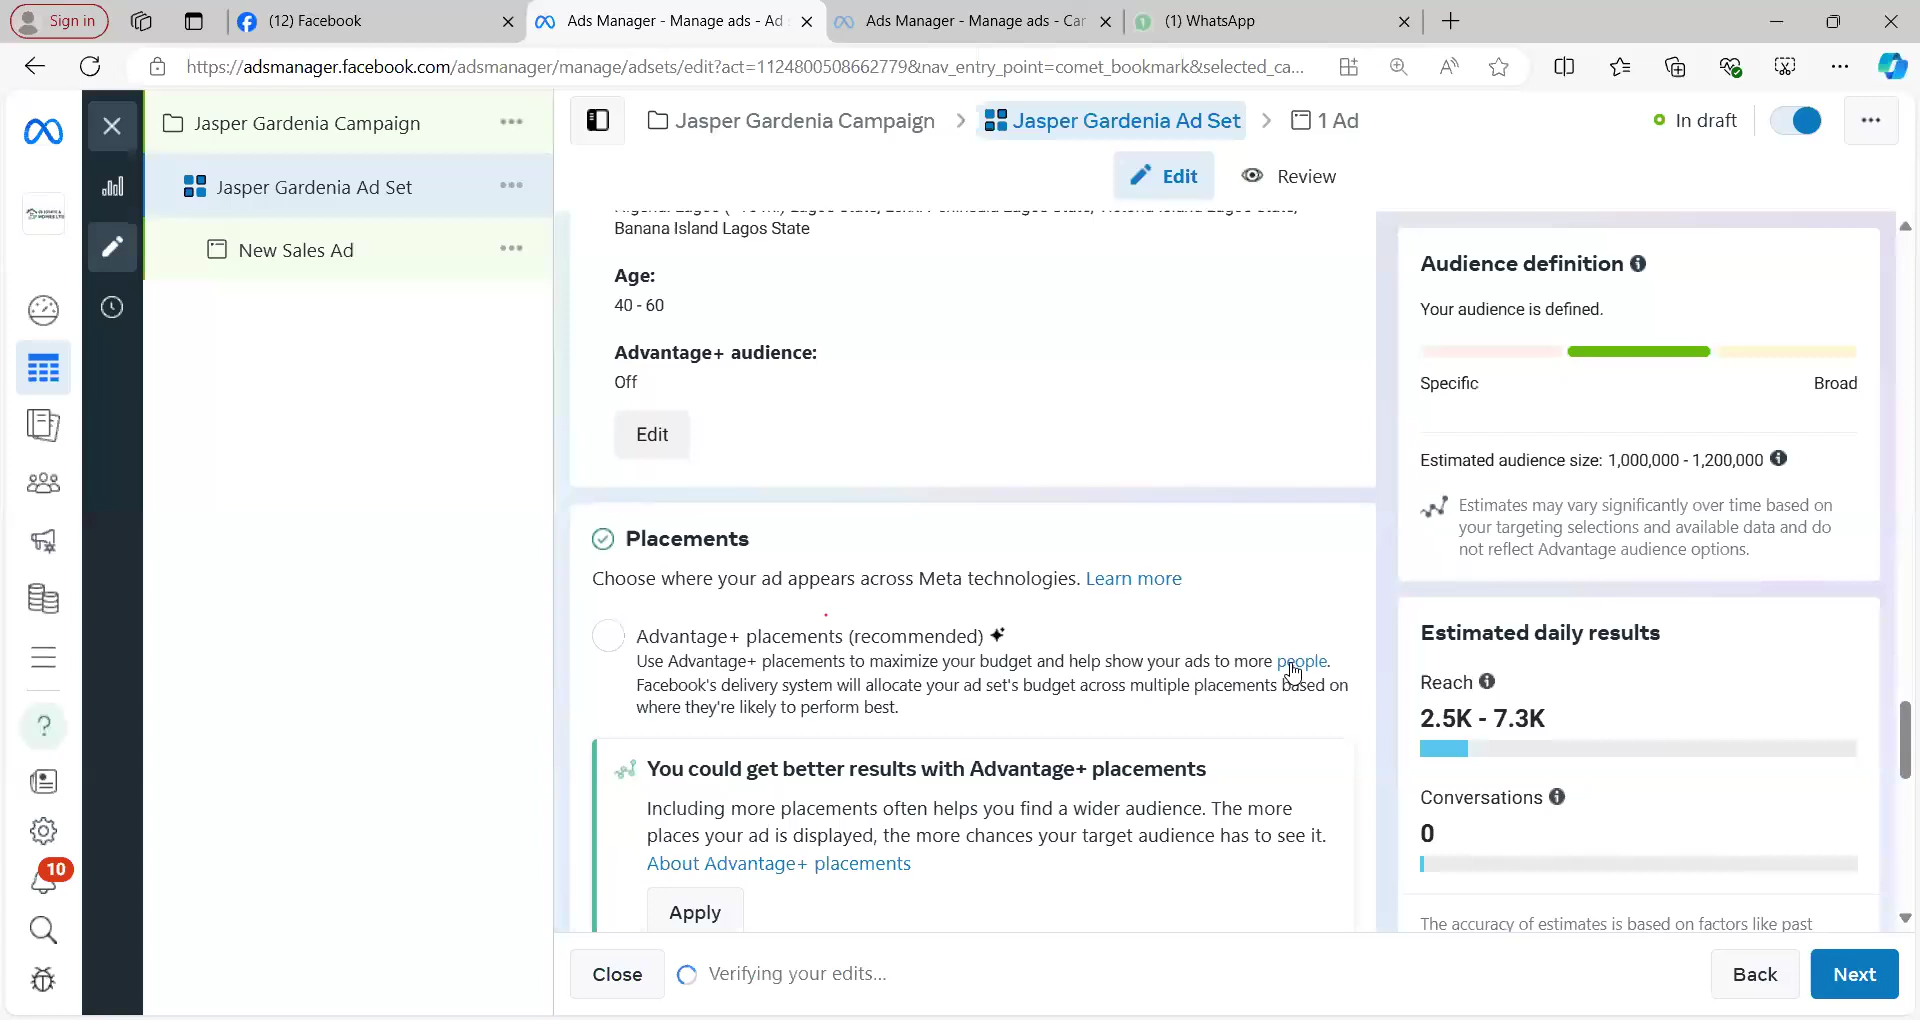 Sign in
(12) Facebook
Ads Manager - Manage ads - Ad
Ads Manager - Manage ads - Car
(1) WhatsApp
https://adsmanager.facebook.com/adsmanager/manage/adsets/edit?act=1124800508662779&nav_entry_point=comet_bookmark&selected_ca...
Jasper Gardenia Campaign
Jasper Gardenia Ad Set
New Sales Ad
10
Jasper Gardenia Campaign > Jasper Gardenia Ad Set > 1 Ad
In draft
Edit
Review
Banana Island Lagos State
Age:
40 - 60
Advantage+ audience:
Off
Edit
Placements
Choose where your ad appears across Meta technologies. Learn more
Advantage+ placements (recommended)
Use Advantage+ placements to maximize your budget and help show your ads to more people.
Facebook's delivery system will allocate your ad set's budget across multiple placements based on
where they're likely to perform best.
You could get better results with Advantage+ placements
Including more placements often helps you find a wider audience. The more
places your ad is displayed, the more chances your target audience has to see it.
About Advantage+ placements
Apply
Audience definition
Your audience is defined.
Specific
Broad
Estimated audience size: 1,000,000 - 1,200,000
Estimates may vary significantly over time based on
your targeting selections and available data and do
not reflect Advantage audience options.
Estimated daily results
Reach
2.5K - 7.3K
Conversations
0
The accuracy of estimates is based on factors like past
Close
Verifying your edits...
Back
Next